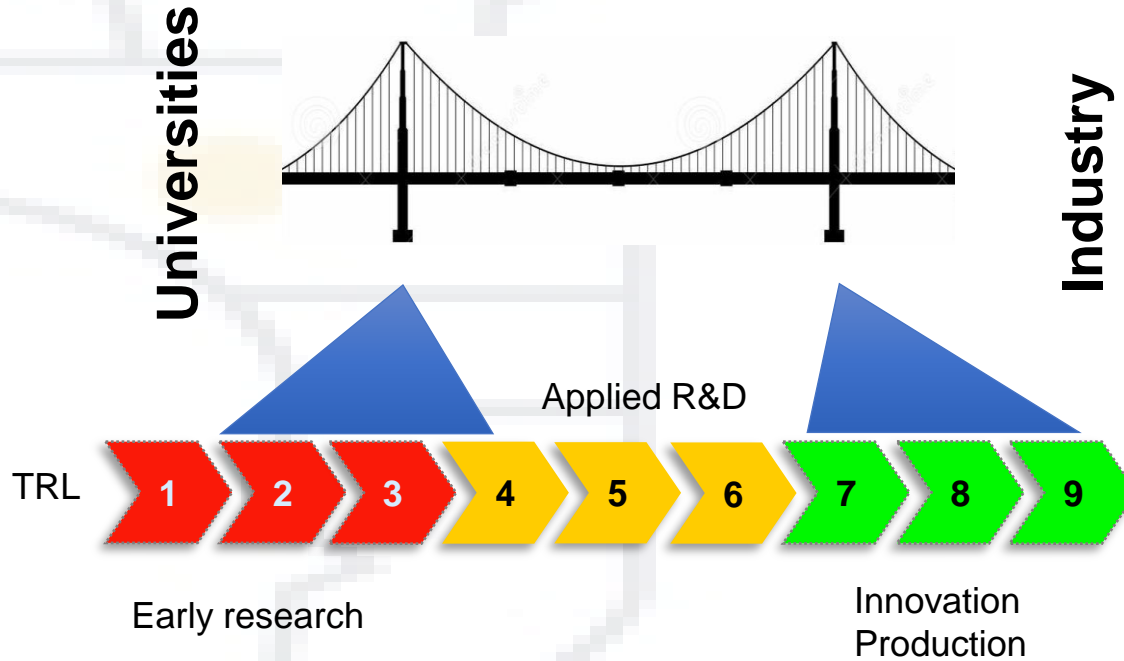 Universities
Industry
Applied R&D
TRL
1
2
3
4
5
6
7
8
9
Early research
Innovation
Production